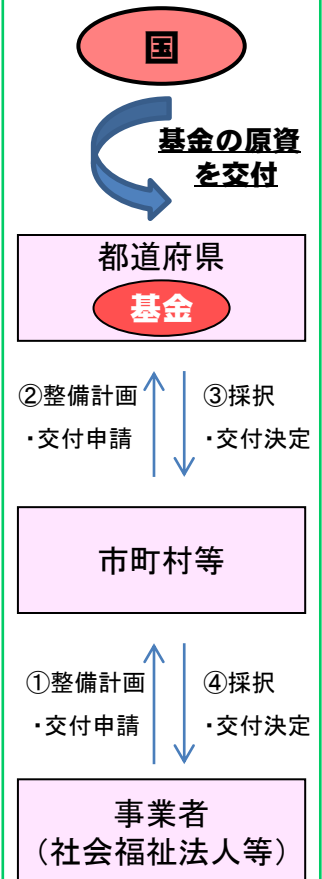 国
基金の原資
を交付
都道府県
基金
②整備計画
・交付申請
③採択
・交付決定
市町村等
①整備計画
・交付申請
④採択
・交付決定
事業者
（社会福祉法人等）